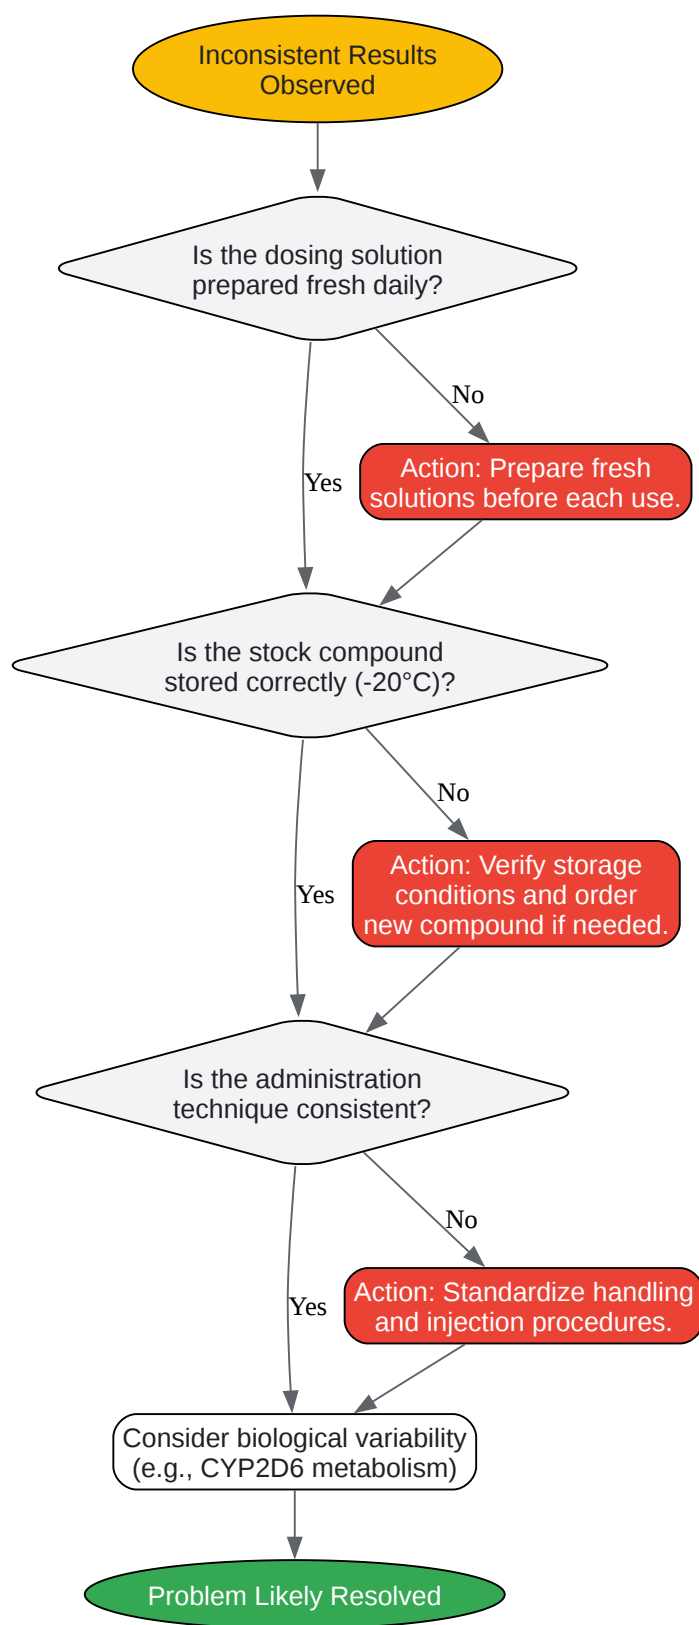 Inconsistent Results
Observed
Is the dosing solution
prepared fresh daily?
No
Action: Prepare fresh
solutions before each use.
Yes
Is the stock compound
stored correctly (-20°C)?
No
Action: Verify storage
conditions and order
new compound if needed.
Yes
Is the administration
technique consistent?
No
Action: Standardize handling
and injection procedures.
Yes
Consider biological variability
(e.g., CYP2D6 metabolism)
Problem Likely Resolved